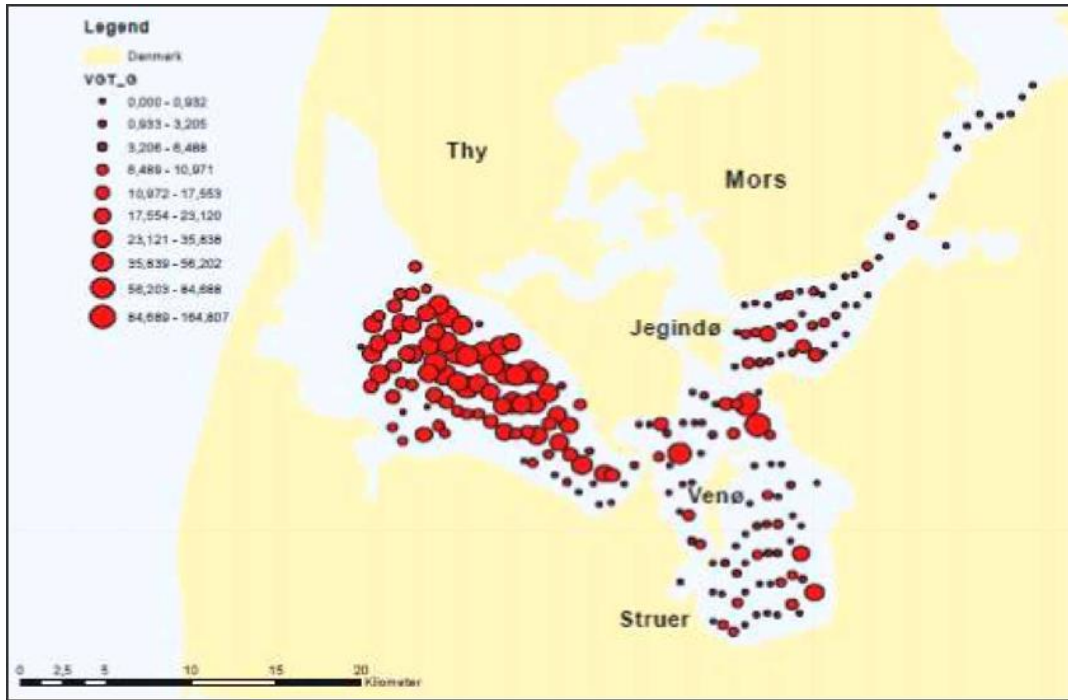 Legend
Denmark
VGT_G
0,000 - 0,932
0,933 - 3,205
3,206 - 6,488
6,489 - 10,971
10,972 - 17,553
17,554 - 23,120
23,121 - 35,838
35,839 - 56,202
56,203 - 84,688
84,689 - 164,807
Thy
Mors
Jegindø
Venø
Struer
0 2,5 5 10 15 20
Kilometer